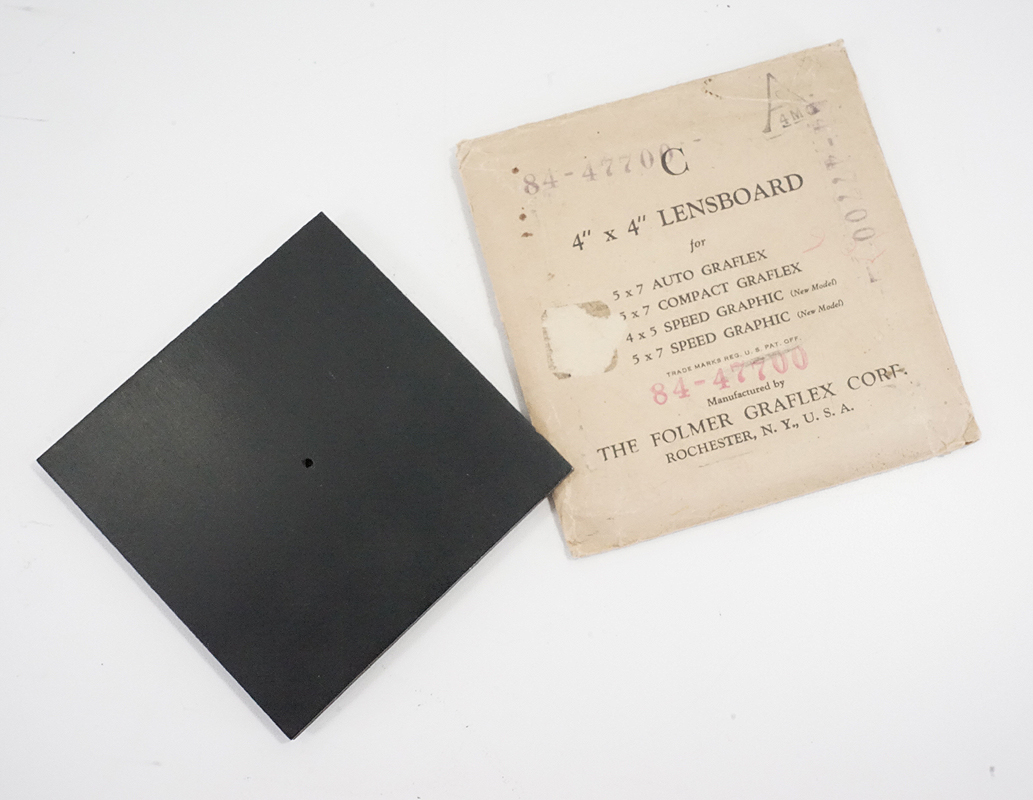 A
4M
84-47700
C
4" x 4" LENSBOARD
for
5 x 7 AUTO GRAFLEX
5 x 7 COMPACT GRAFLEX
4 x 5 SPEED GRAPHIC (New Model)
5 x 7 SPEED GRAPHIC (New Model)
TRADE MARKS REG. U. S. PAT. OFF.
84-47700
Manufactured by
THE FOLMER GRAFLEX CORP.
ROCHESTER, N. Y., U. S. A.